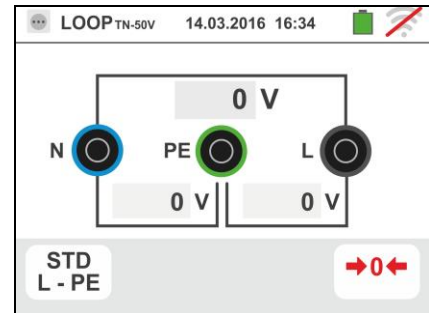 LOOP TN-50V 14.03.2016 16:34
0 V
N PE L
0 V 0 V
STD
L - PE
→0←